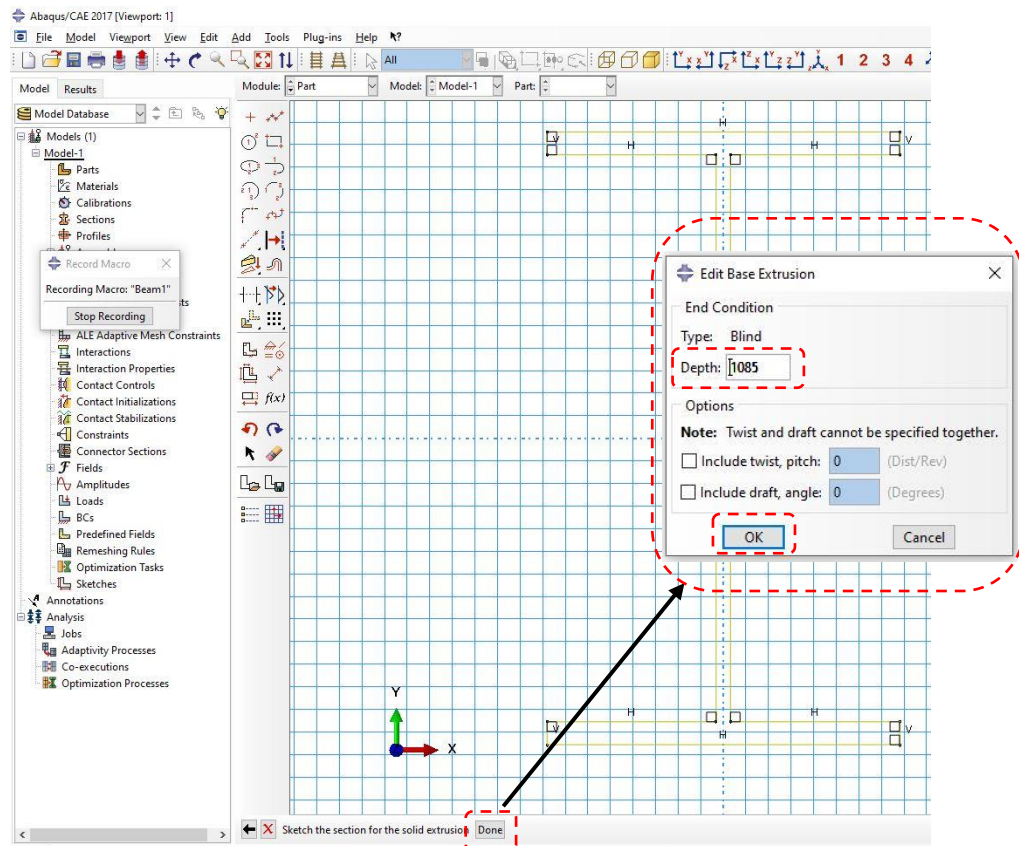 Abaqus/CAE 2017 [Viewport: 1]
File Model Viewport View Edit Add Tools Plug-ins Help
All
1 2 3 4
Model Results
Module: Part Model: Model-1 Part:
Model Database
Models (1)
Model-1
Parts
Materials
Calibrations
Sections
Profiles
Record Macro
Recording Macro: "Beam1"
Stop Recording
ts
ALE Adaptive Mesh Constraints
Interactions
Interaction Properties
Contact Controls
Contact Initializations
Contact Stabilizations
Constraints
Connector Sections
Fields
Amplitudes
Loads
BCs
Predefined Fields
Remeshing Rules
Optimization Tasks
Sketches
Annotations
Analysis
Jobs
Adaptivity Processes
Co-executions
Optimization Processes
f(x)
H
V H H V
Edit Base Extrusion
End Condition
Type: Blind
Depth: 1085
Options
Note: Twist and draft cannot be specified together.
Include twist, pitch: 0 (Dist/Rev)
Include draft, angle: 0 (Degrees)
OK Cancel
H H
V H V
Y
X
Sketch the section for the solid extrusion Done